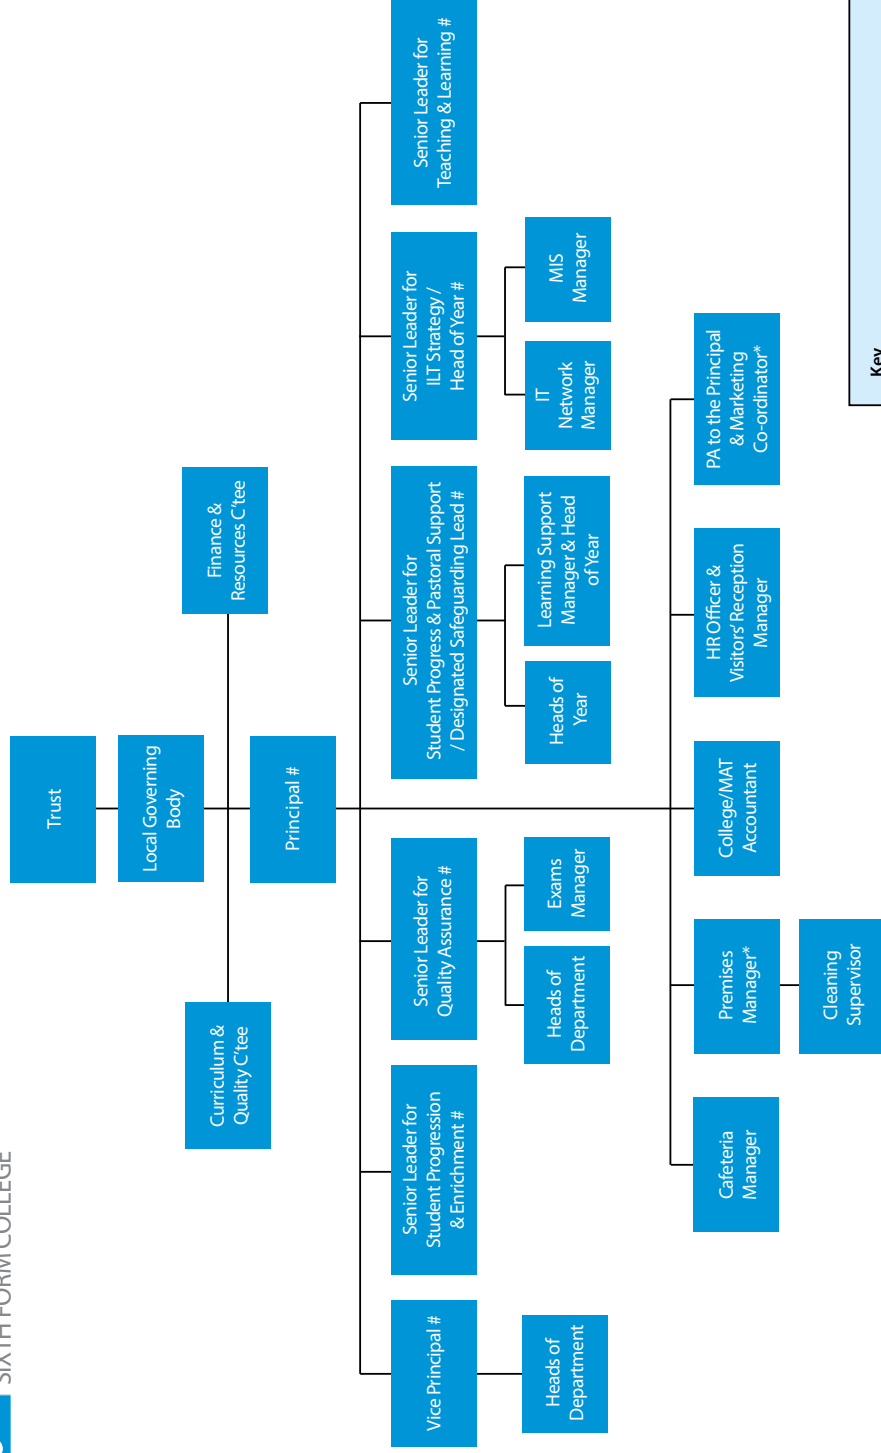 SIXTH FORM COLLEGE
Trust
Local Governing
Body
Curriculum &
Quality C'tee
Finance &
Resources C'tee
Principal #
Vice Principal #
Senior Leader for
Student Progression
& Enrichment #
Senior Leader for
Quality Assurance #
Senior Leader for
Student Progress & Pastoral Support
/ Designated Safeguarding Lead #
Senior Leader for
ILT Strategy /
Head of Year #
Senior Leader for
Teaching & Learning #
Heads of
Department
Heads of
Department
Exams
Manager
Heads of
Year
Learning Support
Manager & Head
of Year
IT
Network
Manager
MIS
Manager
Cafeteria
Manager
Premises
Manager*
College/MAT
Accountant
HR Officer &
Visitors' Reception
Manager
PA to the Principal
& Marketing
Co-ordinator*
Cleaning
Supervisor
Key